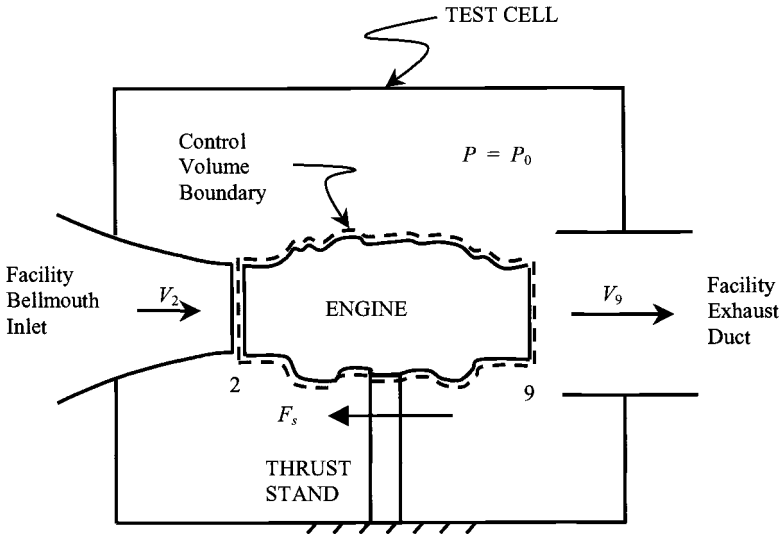 TEST CELL
Control
Volume
Boundary
P = P₀
Facility
Bellmouth
Inlet
V₂
ENGINE
V₉
Facility
Exhaust
Duct
2
9
Fₛ
THRUST
STAND